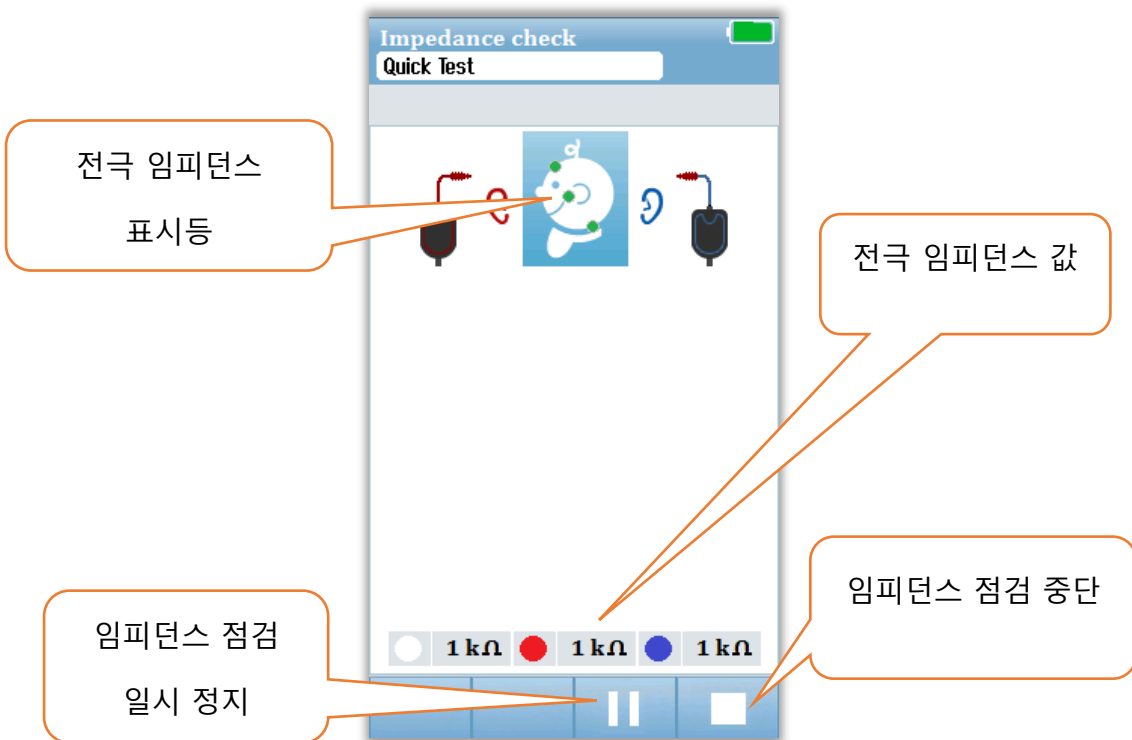 Impedance check
Quick Test
전극 임피던스
표시등
전극 임피던스 값
임피던스 점검 중단
임피던스 점검
일시 정지
1 kΩ 1 kΩ 1 kΩ